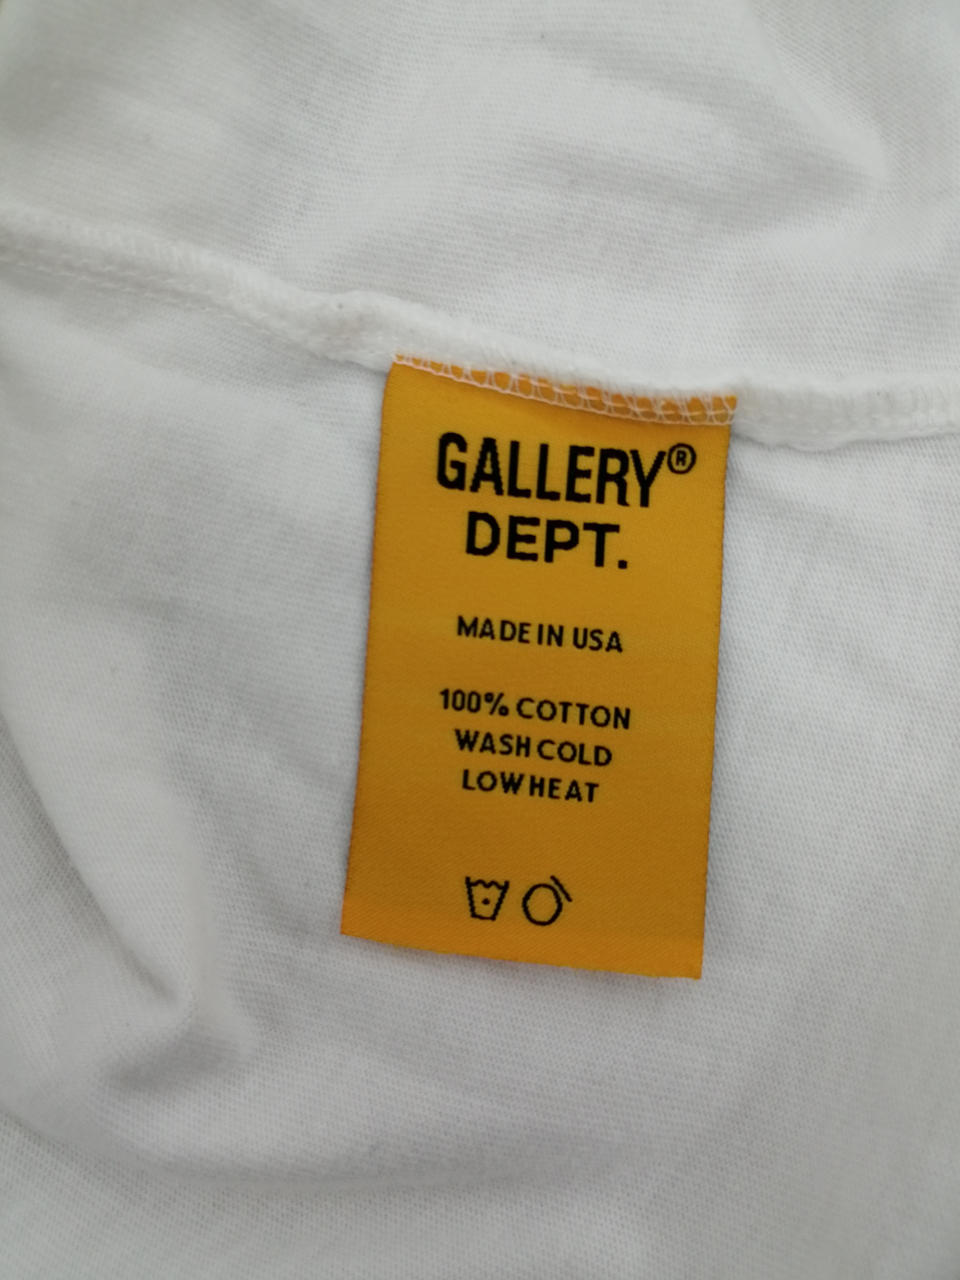 GALLERY®
DEPT.
MADE IN USA
100% COTTON
WASH COLD
LOW HEAT